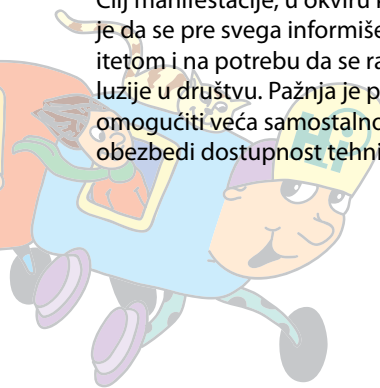 Cilj manifestacije, u okviru
je da se pre svega informiše
itetom i na potrebu da se
luzije u društvu. Pažnja je
omogućiti veća samostalno
obezbedi dostupnost tehni